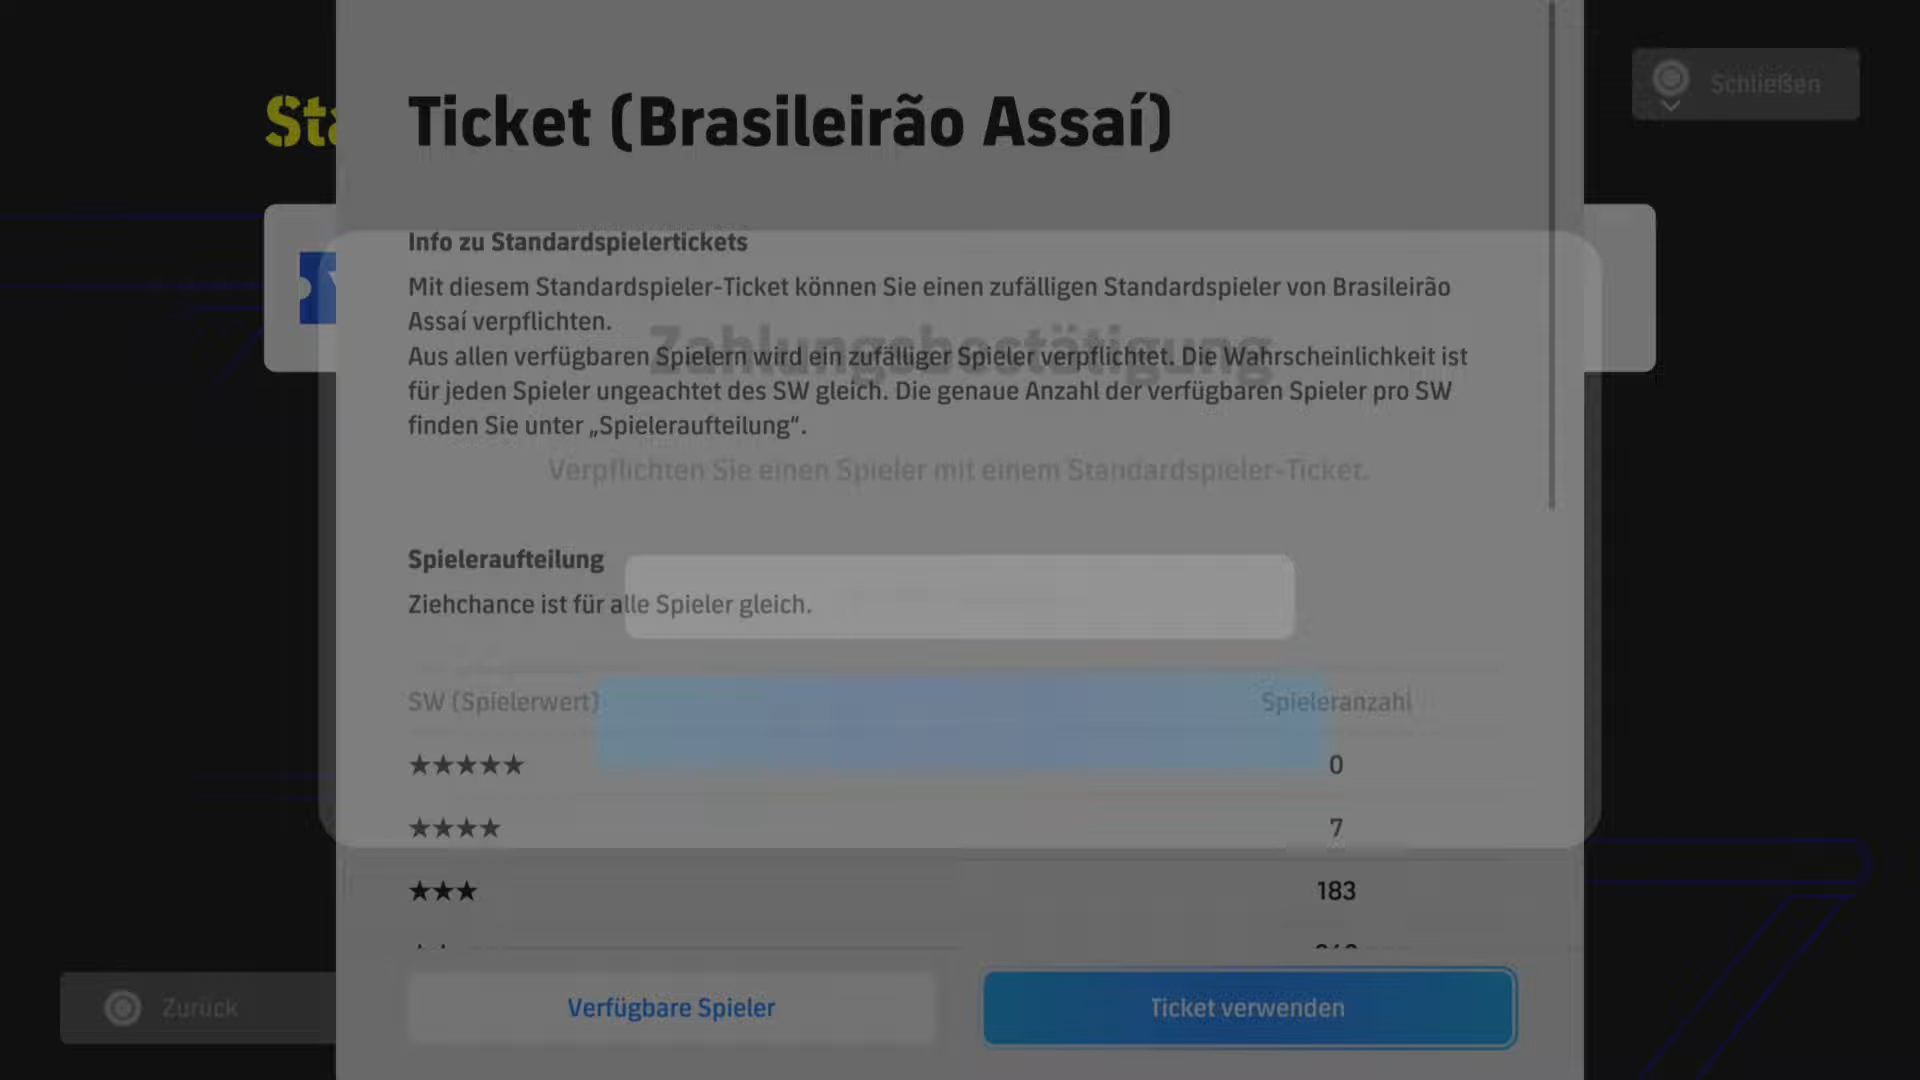 Sta
Ticket (Brasileirão Assaí)
Schließen
Info zu Standardspielertickets
Mit diesem Standardspieler-Ticket können Sie einen zufälligen Standardspieler von Brasileirão
Assaí verpflichten.
Zahlungsbestätigung
Aus allen verfügbaren Spielern wird ein zufälliger Spieler verpflichtet. Die Wahrscheinlichkeit ist
für jeden Spieler ungeachtet des SW gleich. Die genaue Anzahl der verfügbaren Spieler pro SW
finden Sie unter „Spieleraufteilung“.
Verpflichten Sie einen Spieler mit einem Standardspieler-Ticket.
Spieleraufteilung
Ziehchance ist für alle Spieler gleich.
SW (Spielerwert) Spieleranzahl
★★★★★ 0
★★★★ 7
★★★ 183
Zurück
Verfügbare Spieler
Ticket verwenden